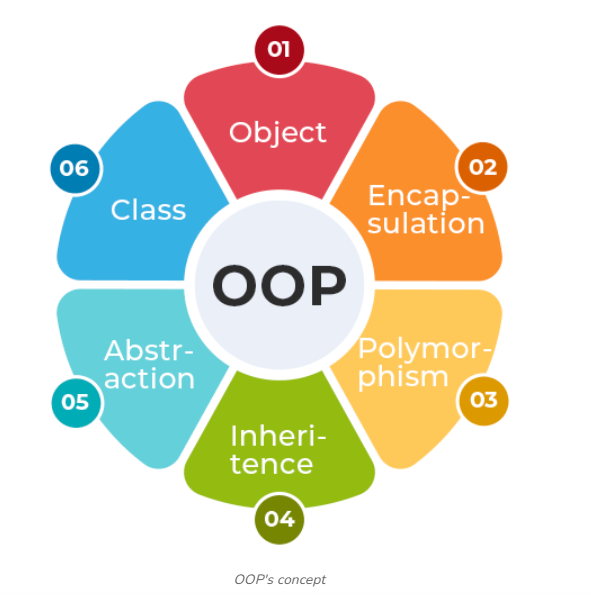 01
Object
02
Encap-
sulation
03
Polymor-
phism
04
Inheri-
tence
05
Abstr-
action
06
Class
OOP
OOP's concept